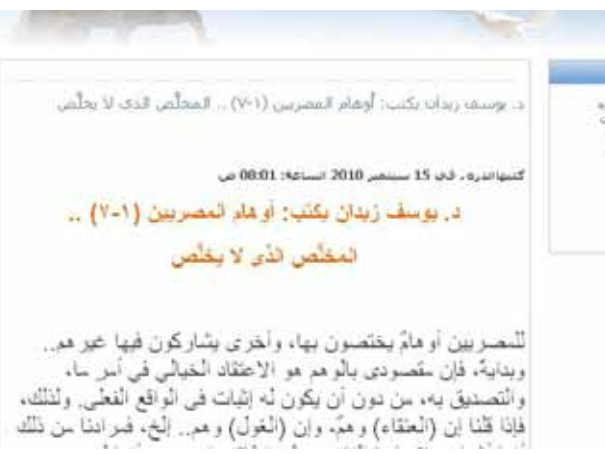 د. يوسف زيدان يكتب: أوهام المصريين (١-٧) .. المخلّص الذى لا يخلّص
كتبها ندره ، فى 15 سبتمبر 2010 الساعة: 08:01 ص
د. يوسف زيدان يكتب: أوهام المصريين (١-٧) ..
المخلّص الذى لا يخلّص
للمصريين أوهامٌ يختصون بها، وأخرى يشاركون فيها غيرهم..
وبدايةً، فإن مقصودى بالوهم هو الاعتقاد الخيالي في أمر ما،
والتصديق به، من دون أن يكون له إثبات فى الواقع الفعلى. ولذلك،
فإذا قلنا إن (العنقاء) وهمٌ، وإن (الغول) وهم.. إلخ، فمرادنا من ذلك